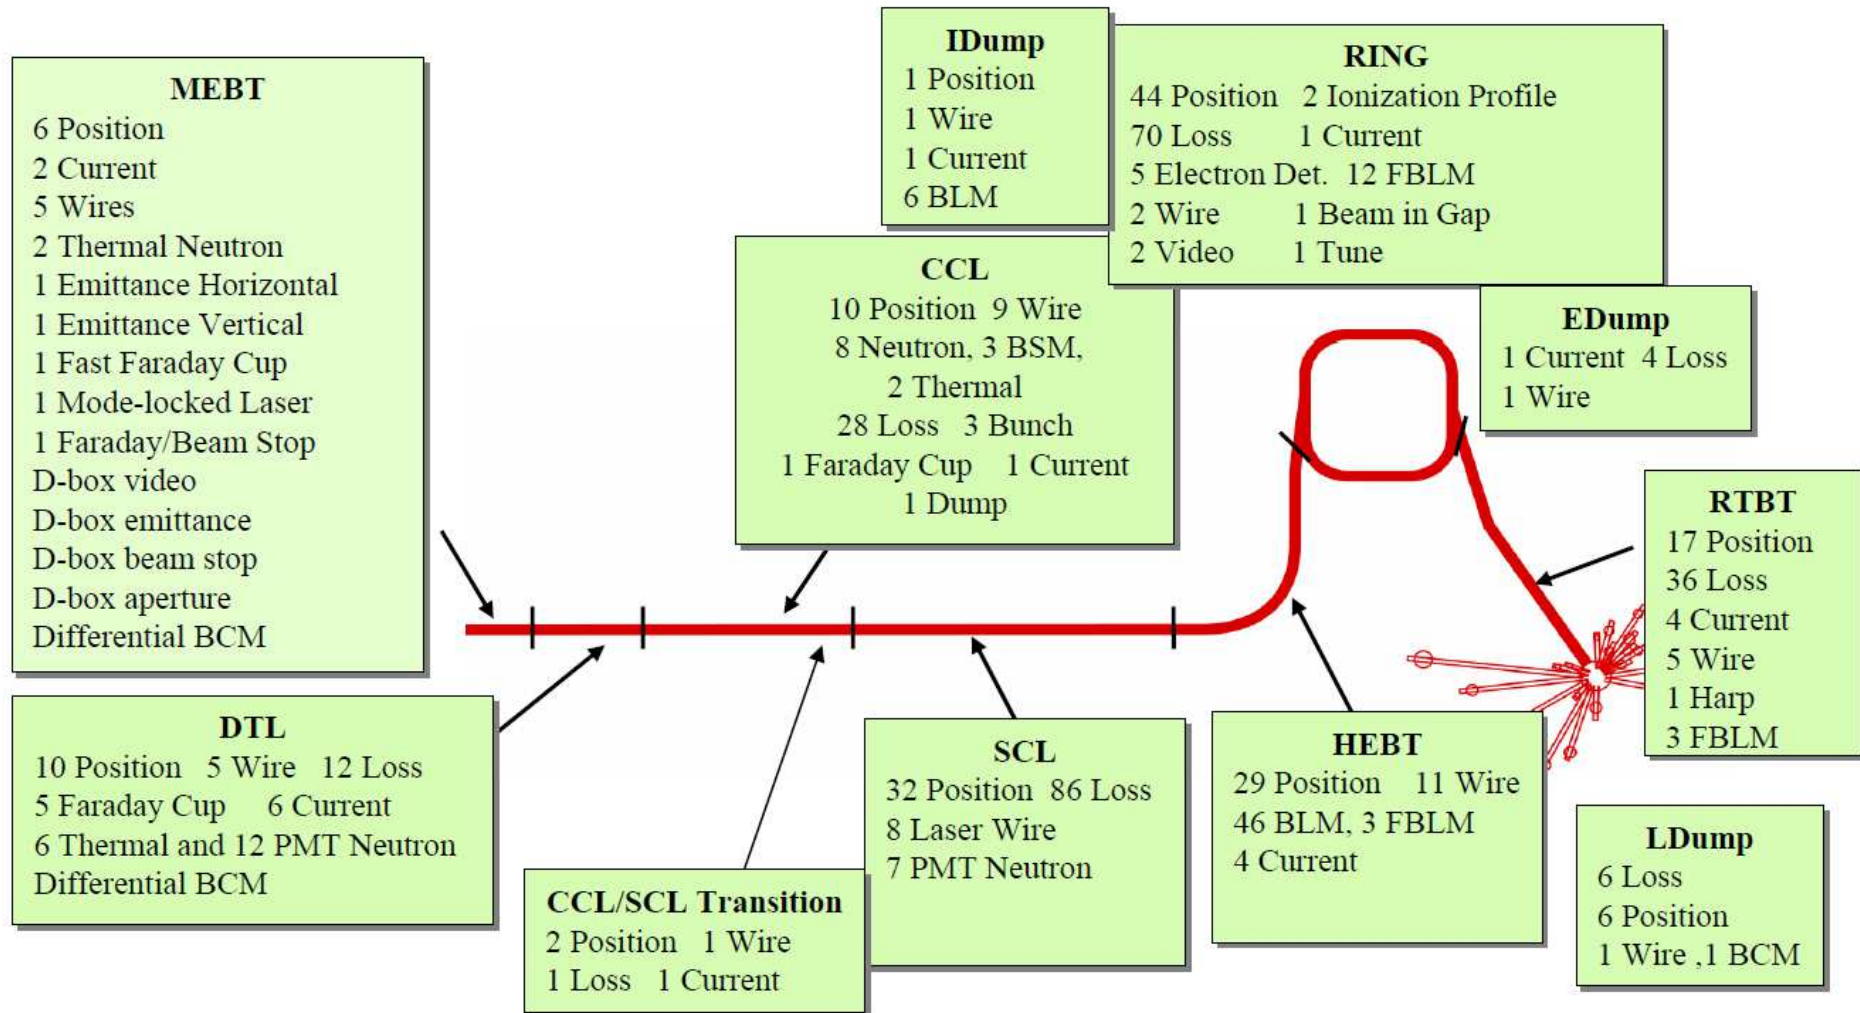 MEBT
6 Position
2 Current
5 Wires
2 Thermal Neutron
1 Emittance Horizontal
1 Emittance Vertical
1 Fast Faraday Cup
1 Mode-locked Laser
1 Faraday/Beam Stop
D-box video
D-box emittance
D-box beam stop
D-box aperture
Differential BCM
IDump
1 Position
1 Wire
1 Current
6 BLM
RING
44 Position 2 Ionization Profile
70 Loss 1 Current
5 Electron Det. 12 FBLM
2 Wire 1 Beam in Gap
2 Video 1 Tune
CCL
10 Position 9 Wire
8 Neutron, 3 BSM,
2 Thermal
28 Loss 3 Bunch
1 Faraday Cup 1 Current
1 Dump
EDump
1 Current 4 Loss
1 Wire
RTBT
17 Position
36 Loss
4 Current
5 Wire
1 Harp
3 FBLM
DTL
10 Position 5 Wire 12 Loss
5 Faraday Cup 6 Current
6 Thermal and 12 PMT Neutron
Differential BCM
CCL/SCL Transition
2 Position 1 Wire
1 Loss 1 Current
SCL
32 Position 86 Loss
8 Laser Wire
7 PMT Neutron
HEBT
29 Position 11 Wire
46 BLM, 3 FBLM
4 Current
LDump
6 Loss
6 Position
1 Wire ,1 BCM